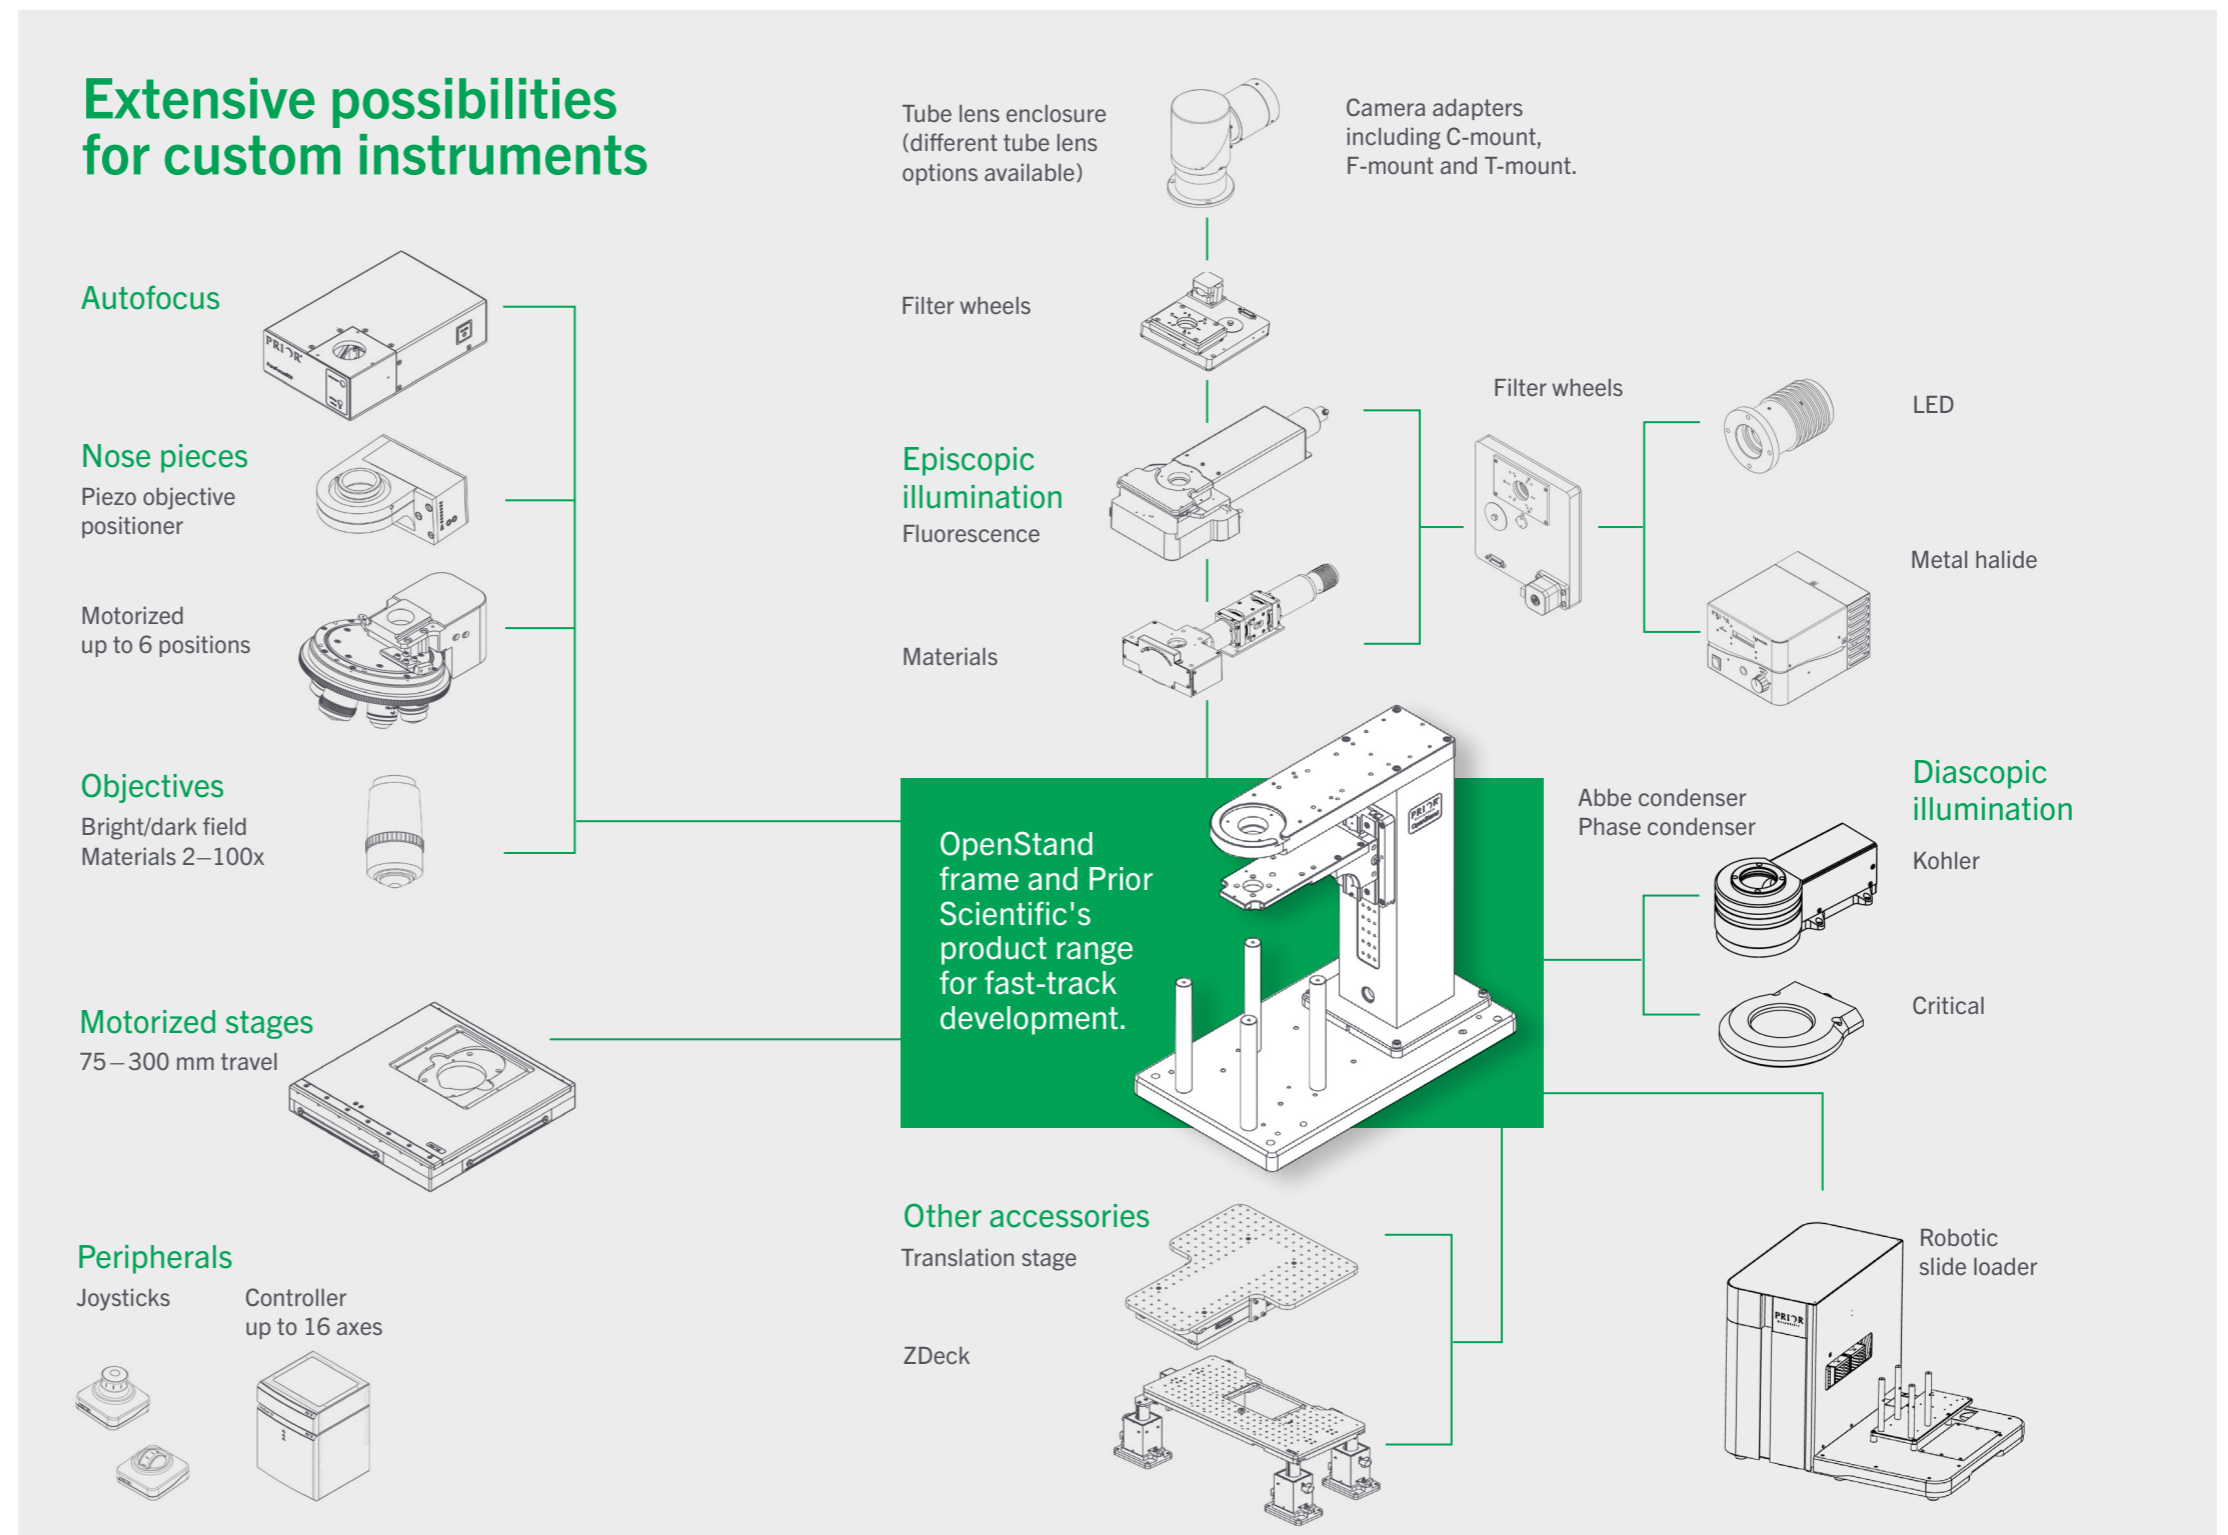 Extensive possibilities
for custom instruments
Autofocus
PRIOR
Nose pieces
Piezo objective
positioner
Motorized
up to 6 positions
Objectives
Bright/dark field
Materials 2–100x
Motorized stages
75–300 mm travel
Peripherals
Joysticks
Controller
up to 16 axes
Tube lens enclosure
(different tube lens
options available)
Camera adapters
including C-mount,
F-mount and T-mount.
Filter wheels
Episcopic
illumination
Fluorescence
Materials
Filter wheels
LED
Metal halide
OpenStand
frame and Prior
Scientific's
product range
for fast-track
development.
PRIOR
OpenStand
Abbe condenser
Phase condenser
Diascopic
illumination
Kohler
Critical
Other accessories
Translation stage
ZDeck
Robotic
slide loader
PRIOR